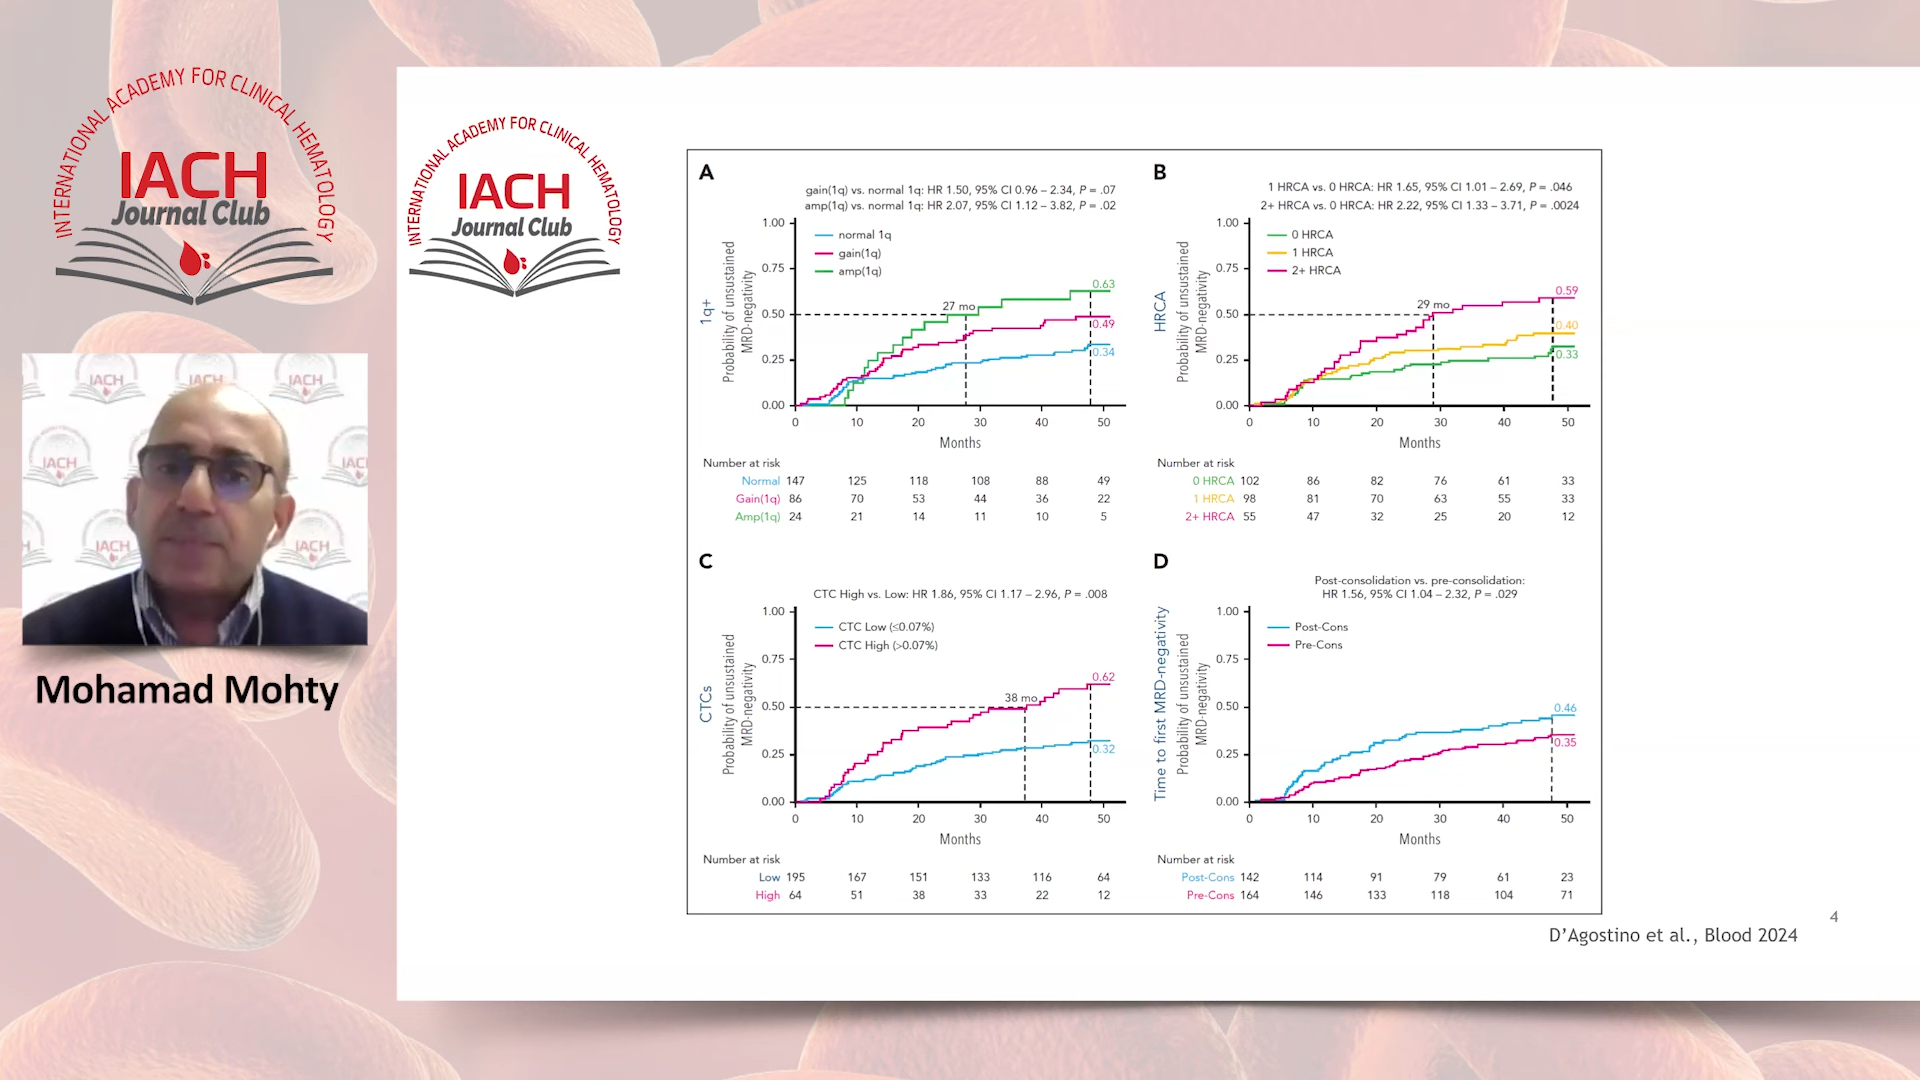 INTERNATIONAL ACADEMY FOR CLINICAL HEMATOLOGY
IACH
Journal Club
INTERNATIONAL ACADEMY FOR CLINICAL HEMATOLOGY
IACH
Journal Club
IACH
IACH
IACH
IACH
IACH
IACH
IACH
Mohamad Mohty
A
gain(1q) vs. normal 1q: HR 1.50, 95% CI 0.96 – 2.34, P = .07
amp(1q) vs. normal 1q: HR 2.07, 95% CI 1.12 – 3.82, P = .02
1q+
Probability of unsustained
MRD-negativity
1.00
0.75
0.50
0.25
0.00
normal 1q
gain(1q)
amp(1q)
27 mo
0.63
0.49
0.34
0 10 20 30 40 50
Months
Number at risk
Normal 147 125 118 108 88 49
Gain(1q) 86 70 53 44 36 22
Amp(1q) 24 21 14 11 10 5
B
1 HRCA vs. 0 HRCA: HR 1.65, 95% CI 1.01 – 2.69, P = .046
2+ HRCA vs. 0 HRCA: HR 2.22, 95% CI 1.33 – 3.71, P = .0024
HRCA
Probability of unsustained
MRD-negativity
1.00
0.75
0.50
0.25
0.00
0 HRCA
1 HRCA
2+ HRCA
29 mo
0.59
0.40
0.33
0 10 20 30 40 50
Months
Number at risk
0 HRCA 102 86 82 76 61 33
1 HRCA 98 81 70 63 55 33
2+ HRCA 55 47 32 25 20 12
C
CTC High vs. Low: HR 1.86, 95% CI 1.17 – 2.96, P = .008
CTCs
Probability of unsustained
MRD-negativity
1.00
0.75
0.50
0.25
0.00
CTC Low (≤0.07%)
CTC High (>0.07%)
38 mo
0.62
0.32
0 10 20 30 40 50
Months
Number at risk
Low 195 167 151 133 116 64
High 64 51 38 33 22 12
D
Post-consolidation vs. pre-consolidation:
HR 1.56, 95% CI 1.04 – 2.32, P = .029
Time to first MRD-negativity
Probability of unsustained
MRD-negativity
1.00
0.75
0.50
0.25
0.00
Post-Cons
Pre-Cons
0.46
0.35
0 10 20 30 40 50
Months
Number at risk
Post-Cons 142 114 91 79 61 23
Pre-Cons 164 146 133 118 104 71
4
D’Agostino et al., Blood 2024